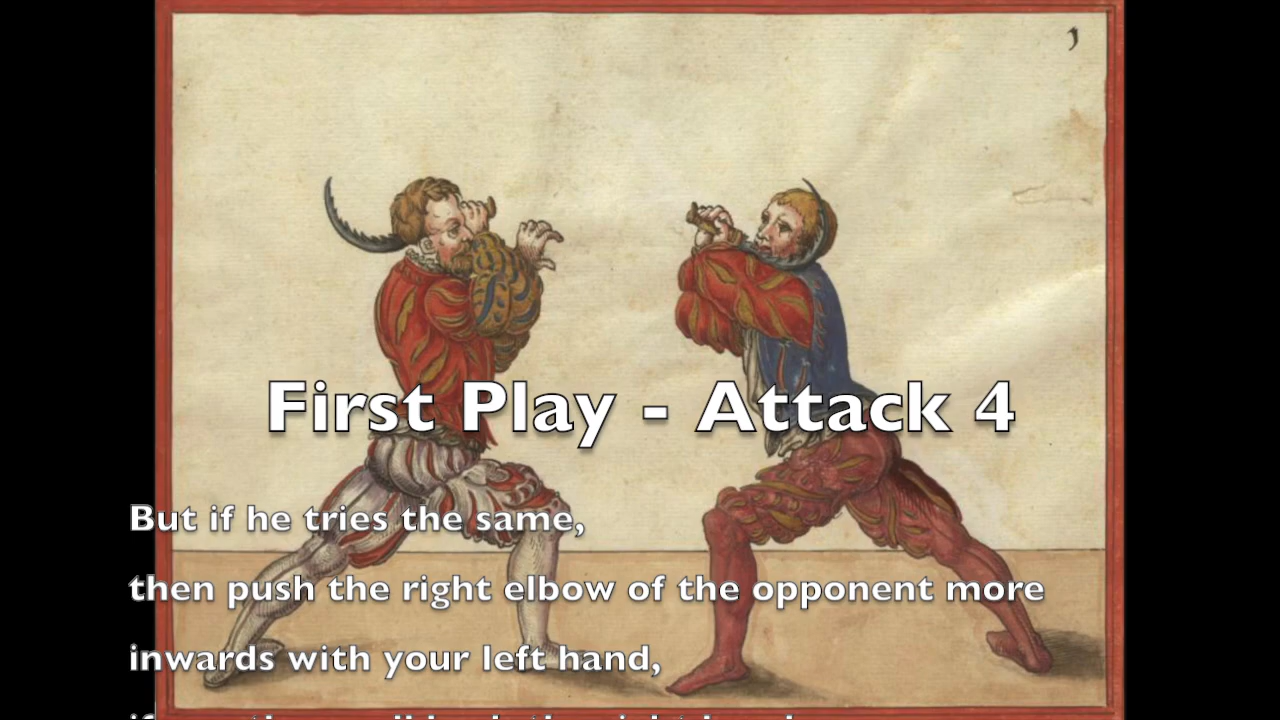 1
First Play - Attack 4
But if he tries the same,
then push the right elbow of the opponent more
inwards with your left hand,